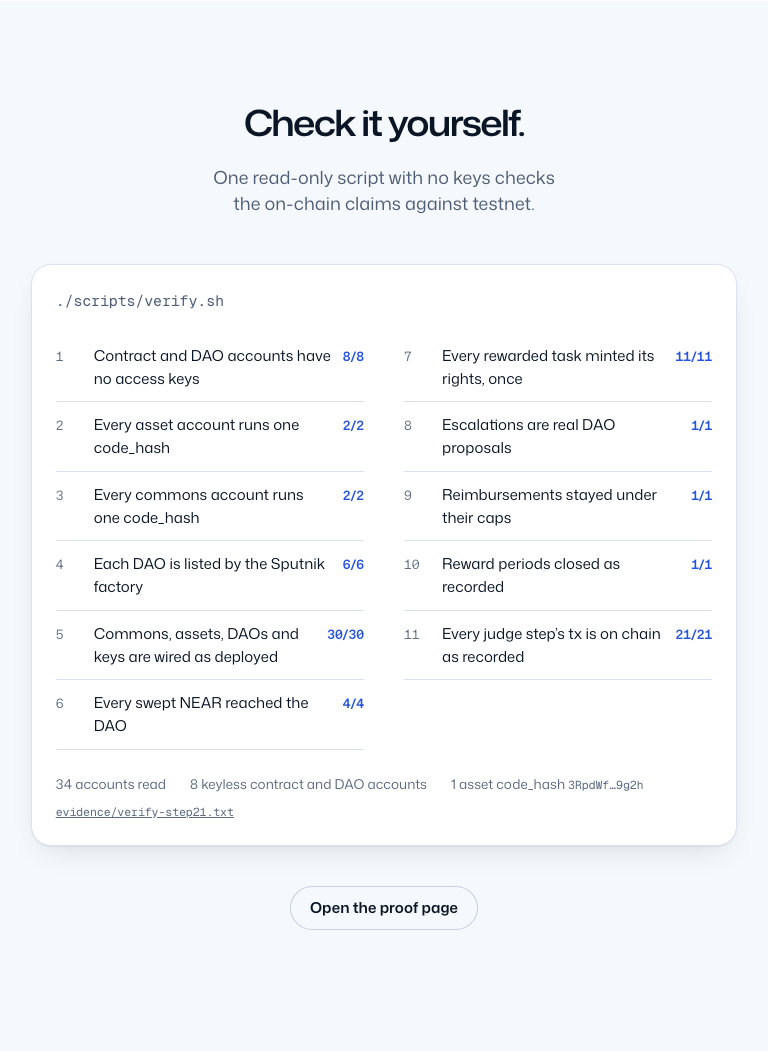 Check it yourself.
One read-only script with no keys checks
the on-chain claims against testnet.
./scripts/verify.sh
1 Contract and DAO accounts have 8/8
no access keys
2 Every asset account runs one 2/2
code_hash
3 Every commons account runs 2/2
one code_hash
4 Each DAO is listed by the Sputnik 6/6
factory
5 Commons, assets, DAOs and 30/30
keys are wired as deployed
6 Every swept NEAR reached the 4/4
DAO
7 Every rewarded task minted its 11/11
rights, once
8 Escalations are real DAO 1/1
proposals
9 Reimbursements stayed under 1/1
their caps
10 Reward periods closed as 1/1
recorded
11 Every judge step's tx is on chain 21/21
as recorded
34 accounts read 8 keyless contract and DAO accounts 1 asset code_hash 3RpdWf…9g2h
evidence/verify-step21.txt
Open the proof page